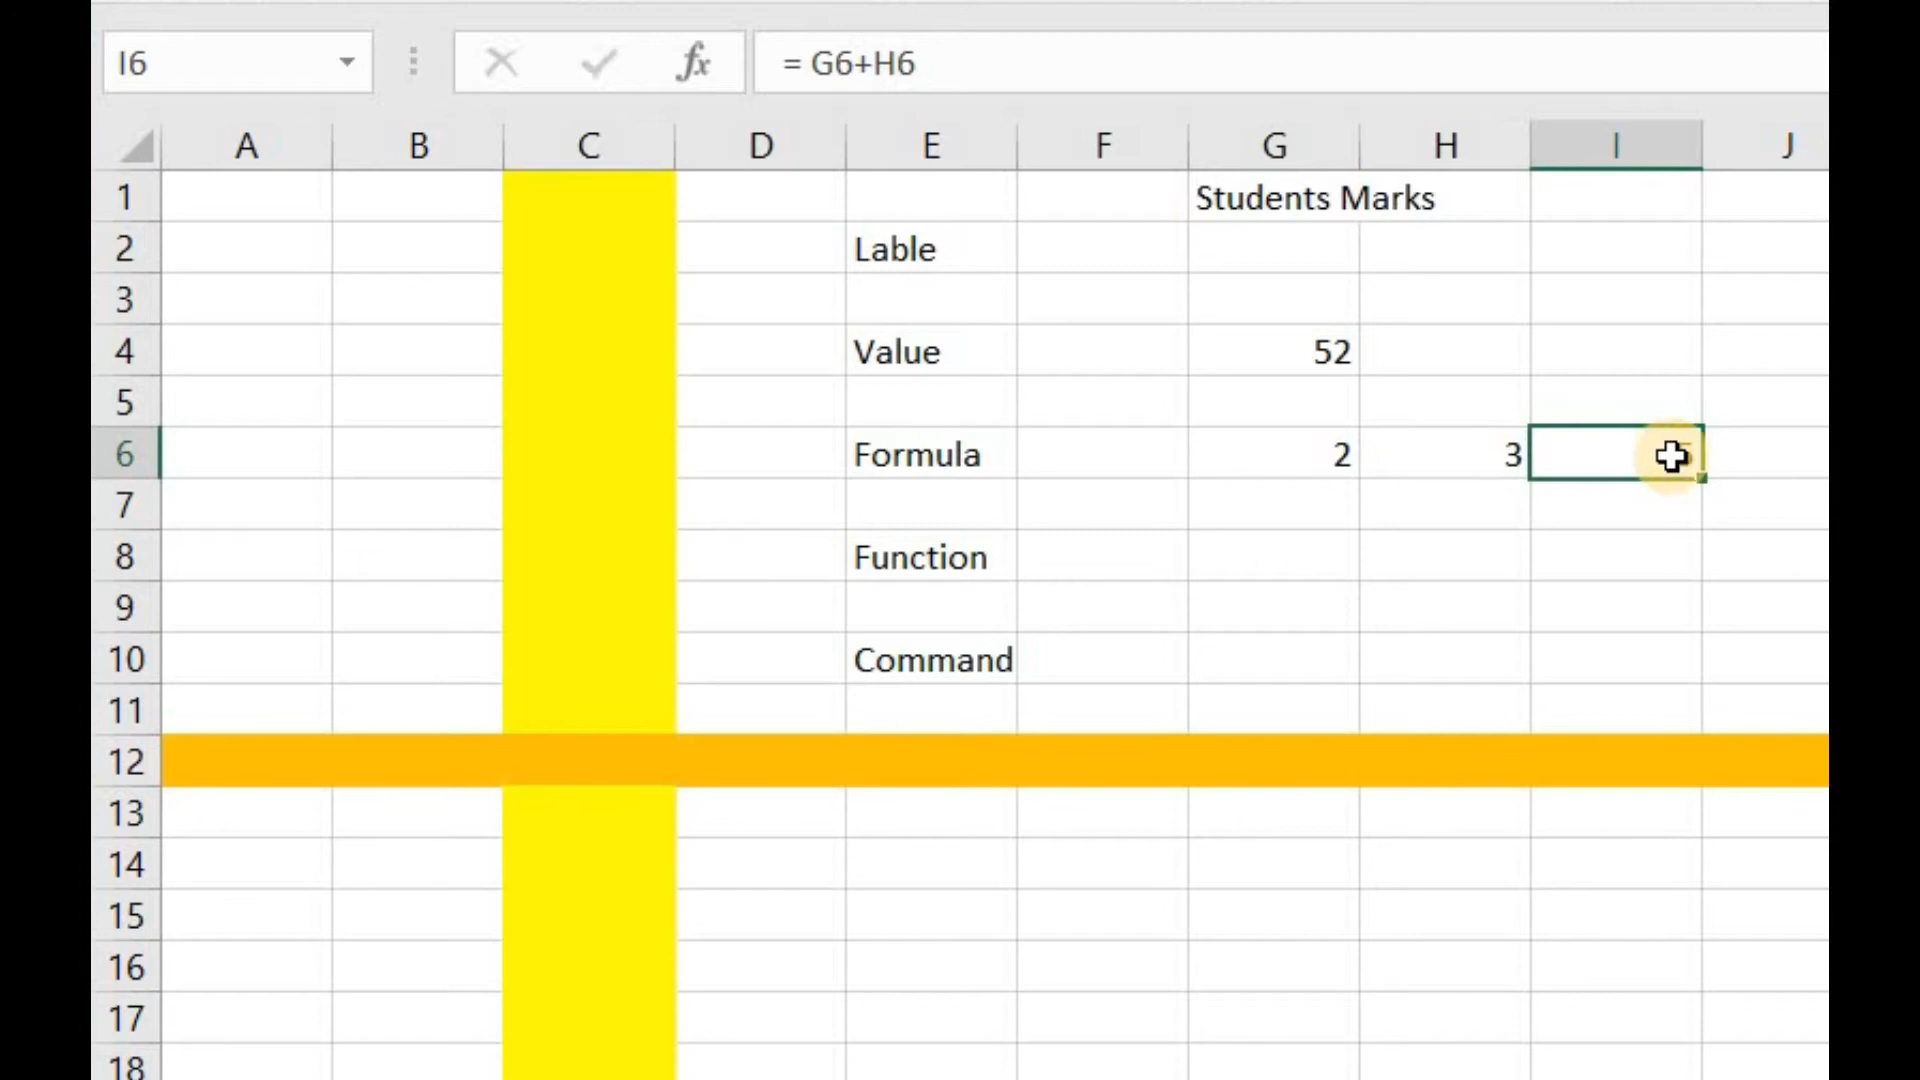 I6 fx = G6+H6
A B C D E F G H I J
1 Students Marks
2 Lable
3
4 Value 52
5
6 Formula 2 3
7
8 Function
9
10 Command
11
12
13
14
15
16
17
18